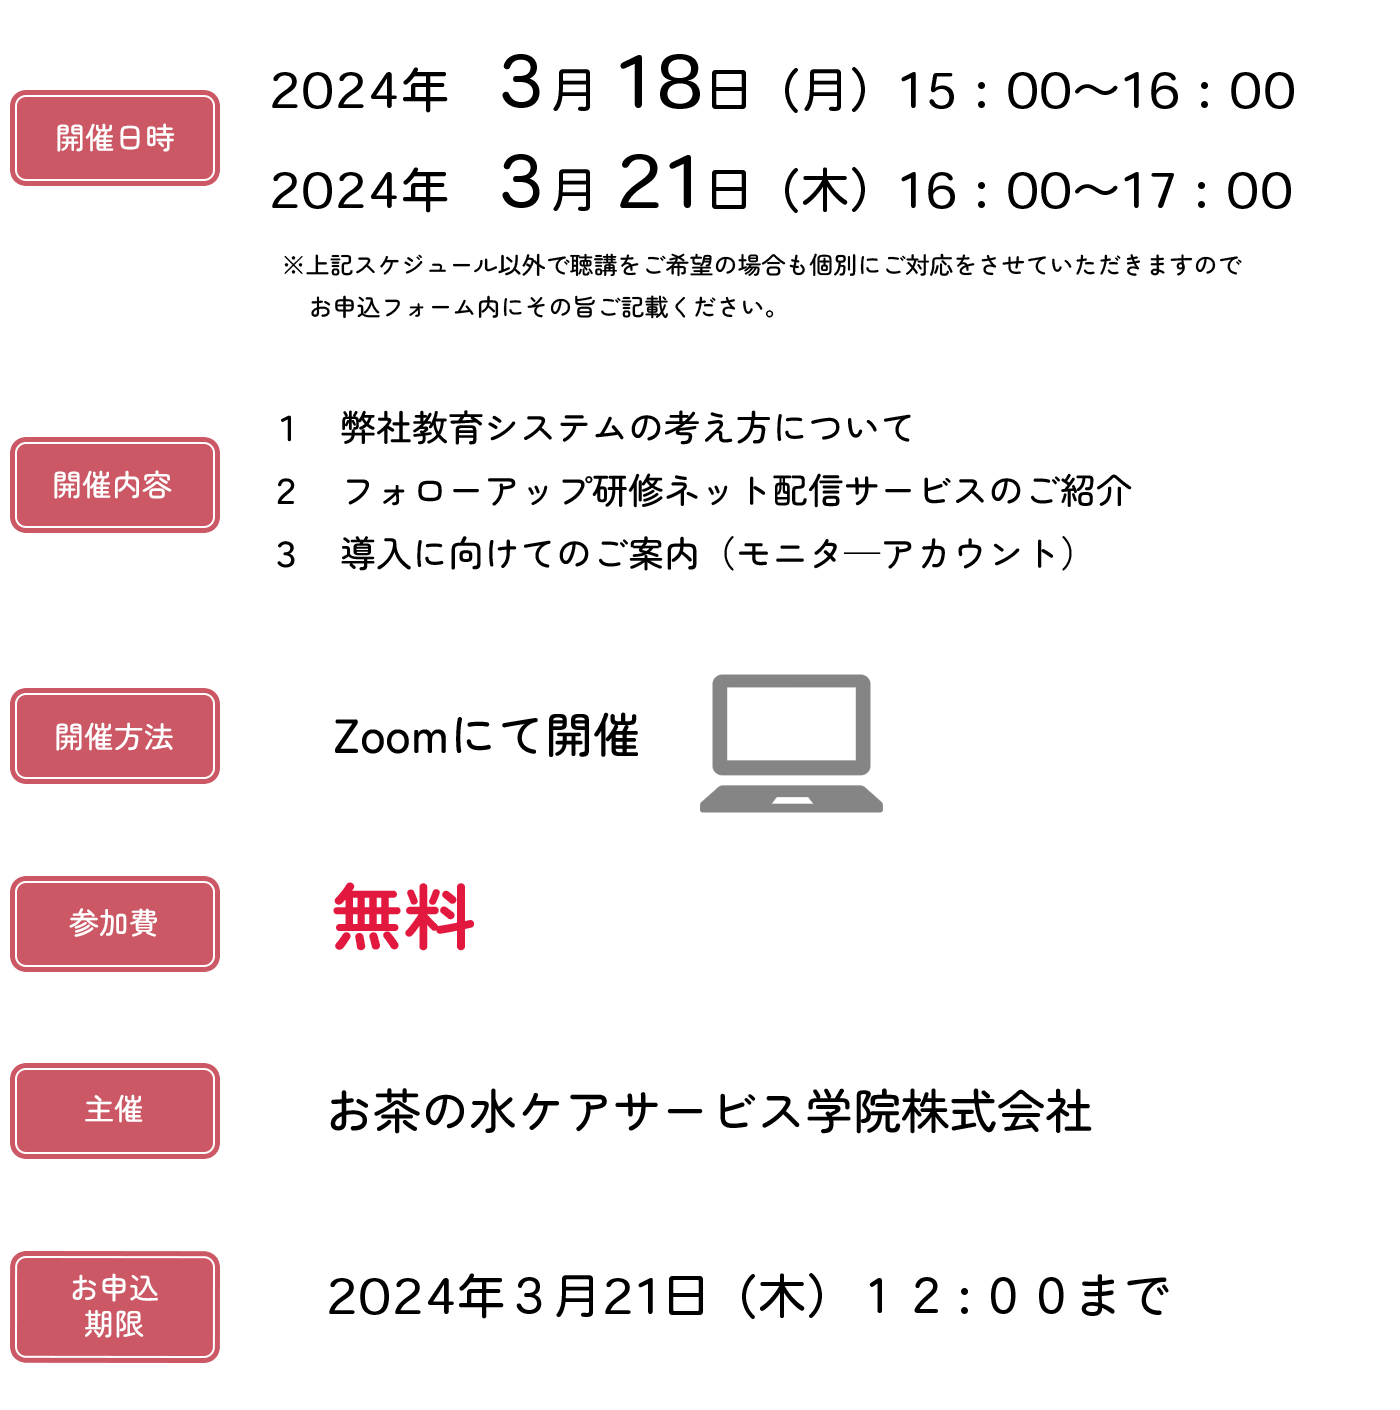 開催日時
2024年　3月18日（月）15：00～16：00
2024年　3月21日（木）16：00～17：00
※上記スケジュール以外で聴講をご希望の場合も個別にご対応をさせていただきますので
お申込フォーム内にその旨ご記載ください。
開催内容
1　弊社教育システムの考え方について
2　フォローアップ研修ネット配信サービスのご紹介
3　導入に向けてのご案内（モニタ―アカウント）
開催方法
Zoomにて開催
参加費
無料
主催
お茶の水ケアサービス学院株式会社
お申込
期限
2024年３月21日（木）１２：００まで